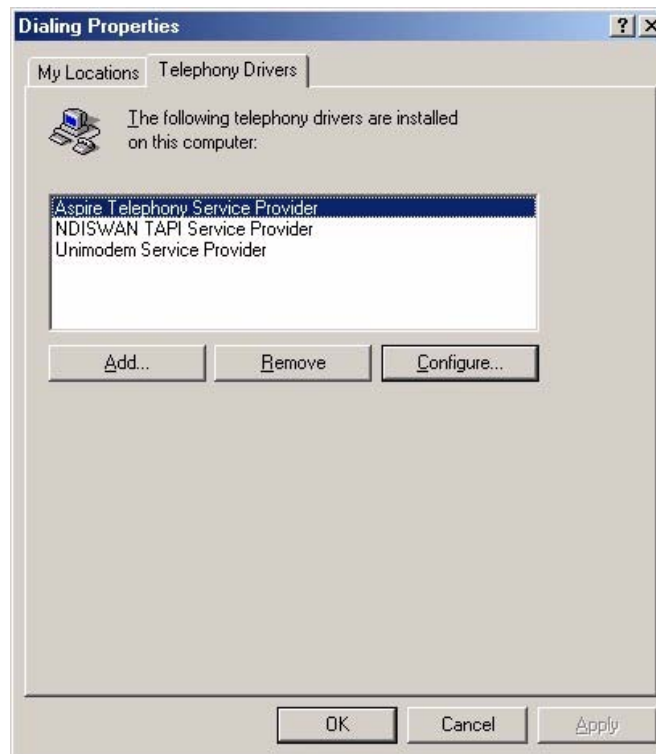 Dialing Properties
My Locations
Telephony Drivers
The following telephony drivers are installed
on this computer:
Aspire Telephony Service Provider
NDISWAN TAPI Service Provider
Unimodem Service Provider
Add...
Remove
Configure...
OK
Cancel
Apply